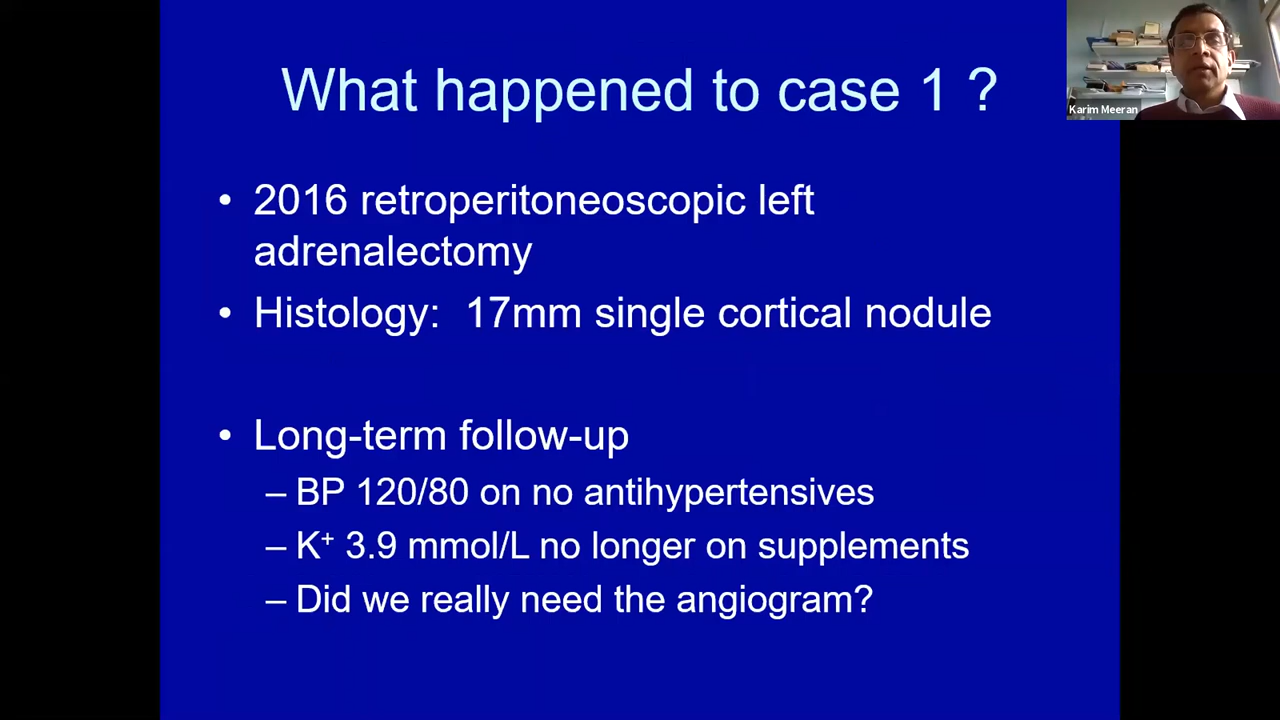 What happened to case 1 ?
Karim Meeran
• 2016 retroperitoneoscopic left
adrenalectomy
• Histology: 17mm single cortical nodule
• Long-term follow-up
– BP 120/80 on no antihypertensives
– K⁺ 3.9 mmol/L no longer on supplements
– Did we really need the angiogram?